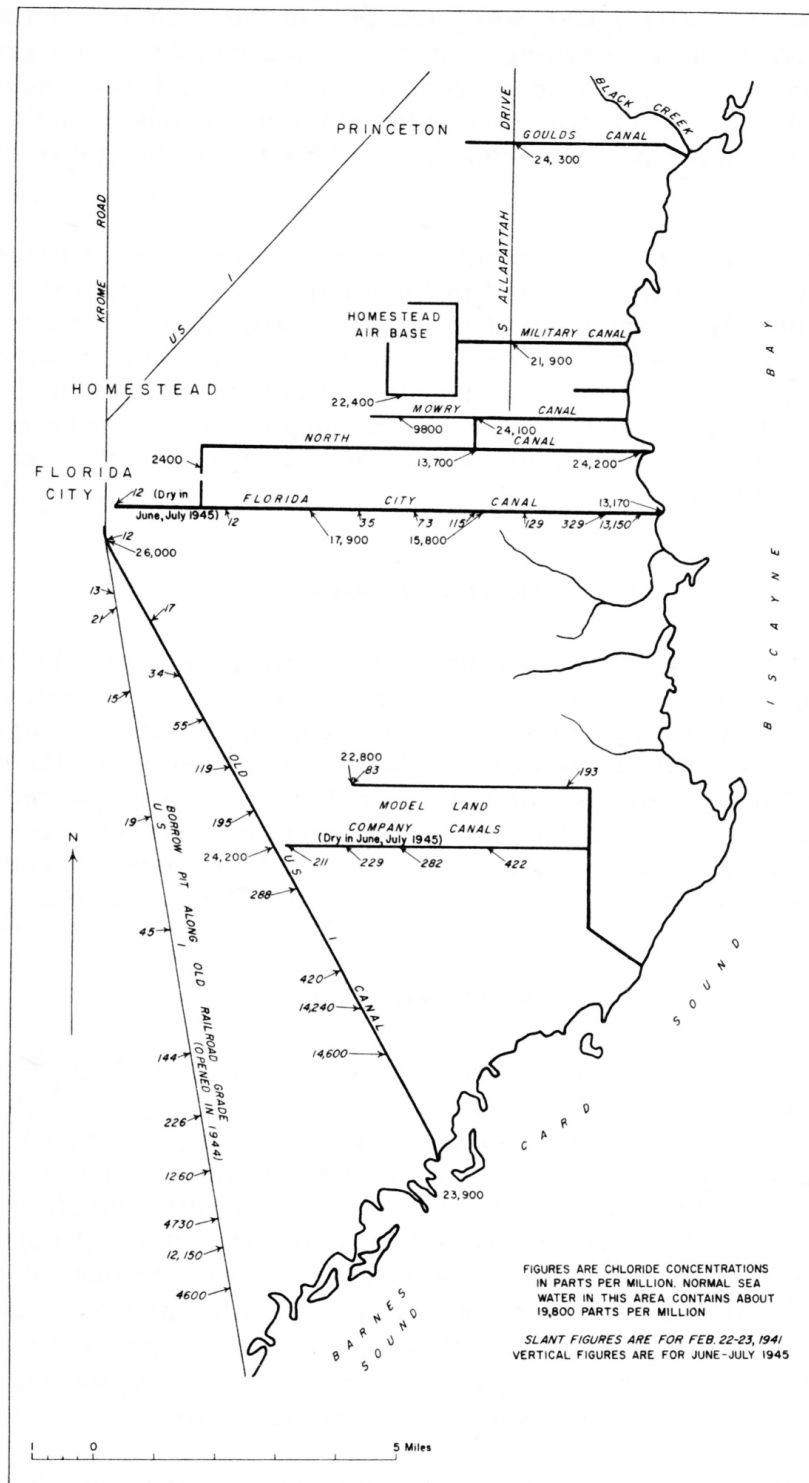 BLACK CREEK
PRINCETON
DRIVE
GOULDS CANAL
24,300
KROME ROAD
US 1
S ALLAPATTAH
HOMESTEAD
AIR BASE
MILITARY CANAL
21,900
BAY
HOMESTEAD
22,400
MOWRY CANAL
9800
24,100
NORTH CANAL
2400
13,700
24,200
FLORIDA
CITY
12
(Dry in
June, July 1945)
FLORIDA CITY CANAL
13,170
12
17,900
35
73
15,800
115
129
329
13,150
12
26,000
13
21
17
15
34
55
BISCAYNE
OLD
119
22,800
83
193
19
US
195
MODEL LAND
COMPANY CANALS
(Dry in June, July 1945)
24,200
US
211
229
282
422
N
BORROW PIT ALONG OLD RAILROAD GRADE
(OPENED IN 1944)
288
45
1
1
420
CANAL
14,240
SOUND
144
14,600
CARD
226
1260
23,900
4730
12,150
4600
BARNES
SOUND
FIGURES ARE CHLORIDE CONCENTRATIONS
IN PARTS PER MILLION. NORMAL SEA
WATER IN THIS AREA CONTAINS ABOUT
19,800 PARTS PER MILLION
SLANT FIGURES ARE FOR FEB. 22-23, 1941
VERTICAL FIGURES ARE FOR JUNE-JULY 1945
1 0 5 Miles